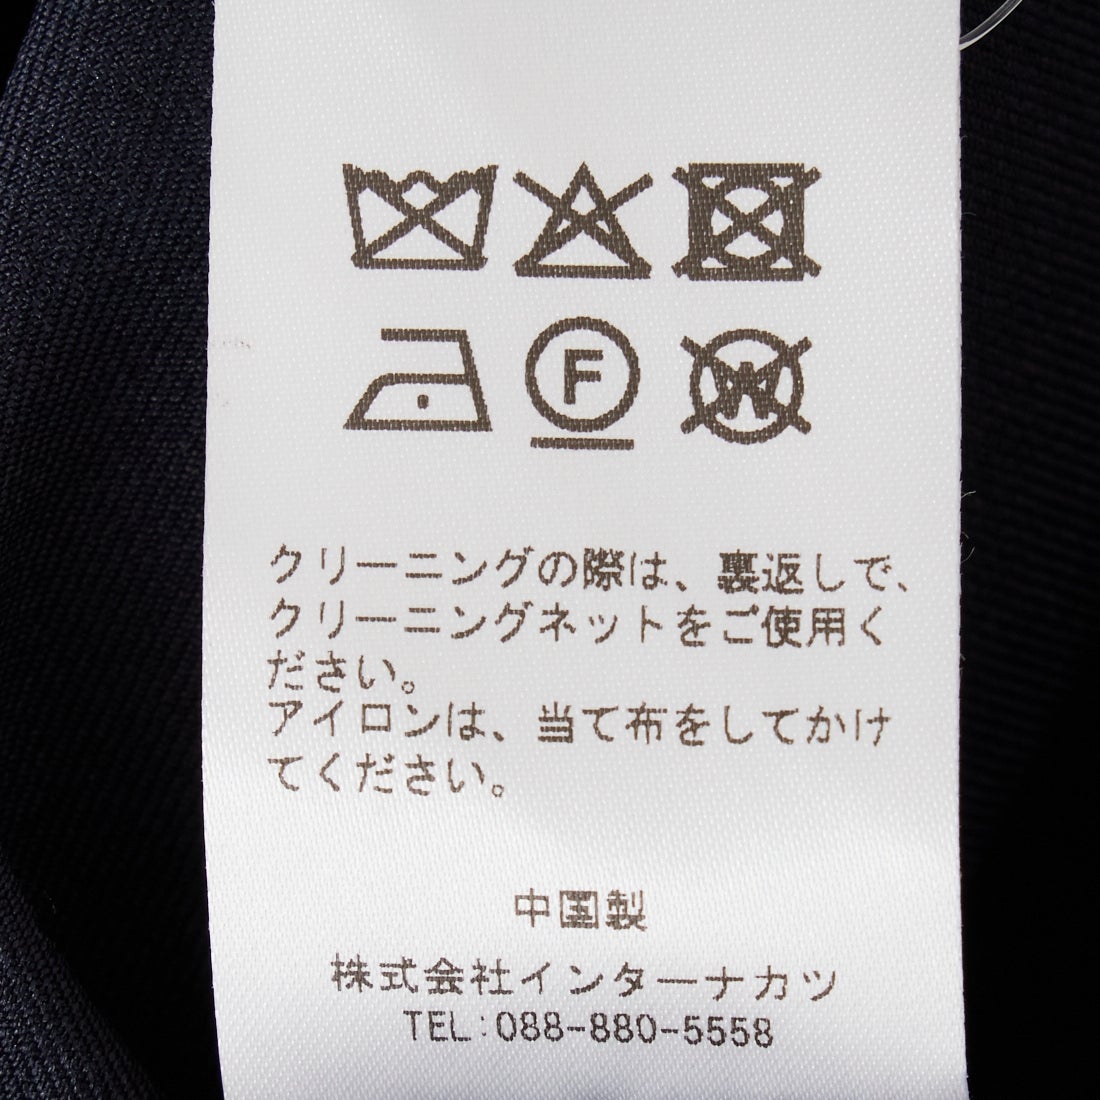 F
W
クリーニングの際は、裏返しで、
クリーニングネットをご使用く
ださい。
アイロンは、当て布をしてかけ
てください。
中国製
株式会社インターナカツ
TEL:088-880-5558